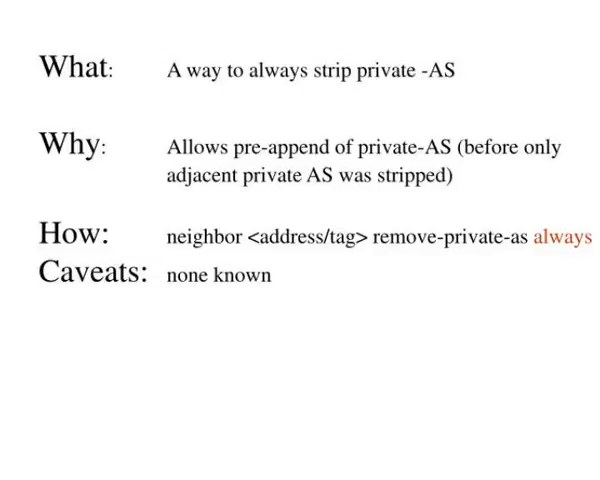 What: A way to always strip private -AS
Why: Allows pre-append of private-AS (before only
adjacent private AS was stripped)
How: neighbor <address/tag> remove-private-as always
Caveats: none known